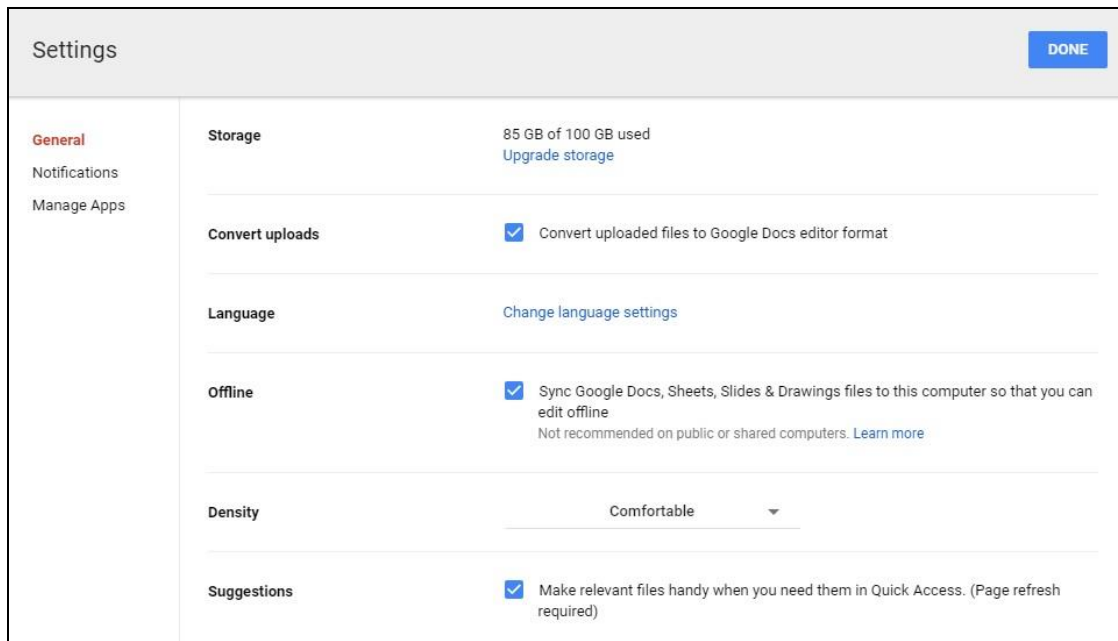 Settings
DONE
General
Notifications
Manage Apps
Storage
85 GB of 100 GB used
Upgrade storage
Convert uploads
Convert uploaded files to Google Docs editor format
Language
Change language settings
Offline
Sync Google Docs, Sheets, Slides & Drawings files to this computer so that you can
edit offline
Not recommended on public or shared computers. Learn more
Density
Comfortable
Suggestions
Make relevant files handy when you need them in Quick Access. (Page refresh
required)